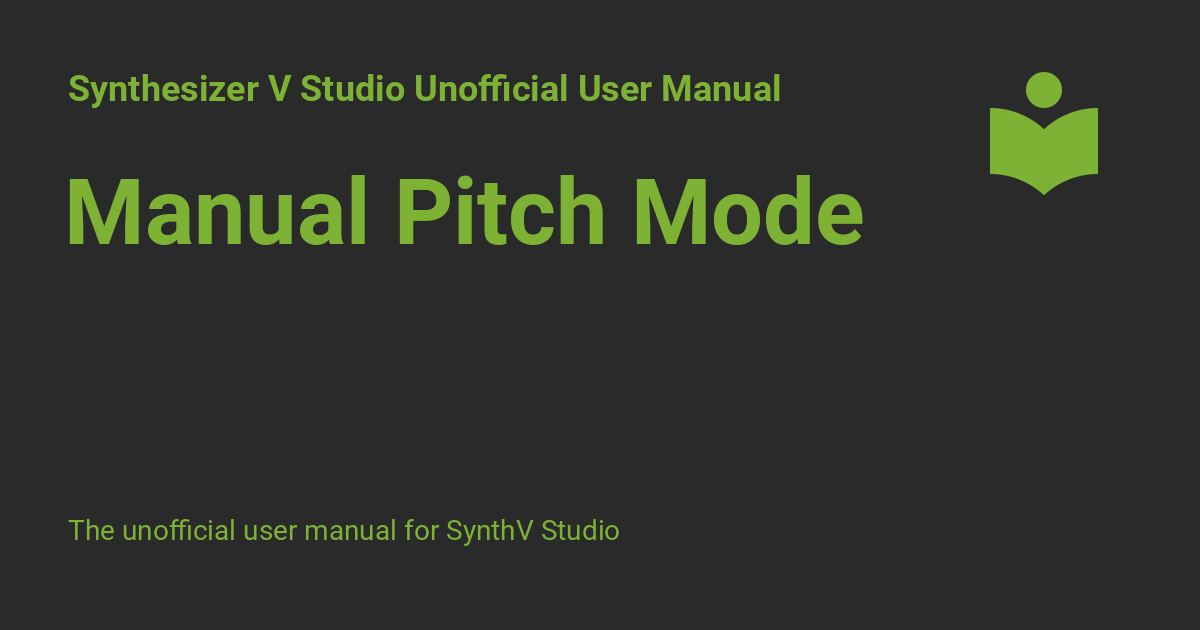 Synthesizer V Studio Unofficial User Manual
Manual Pitch Mode
The unofficial user manual for SynthV Studio